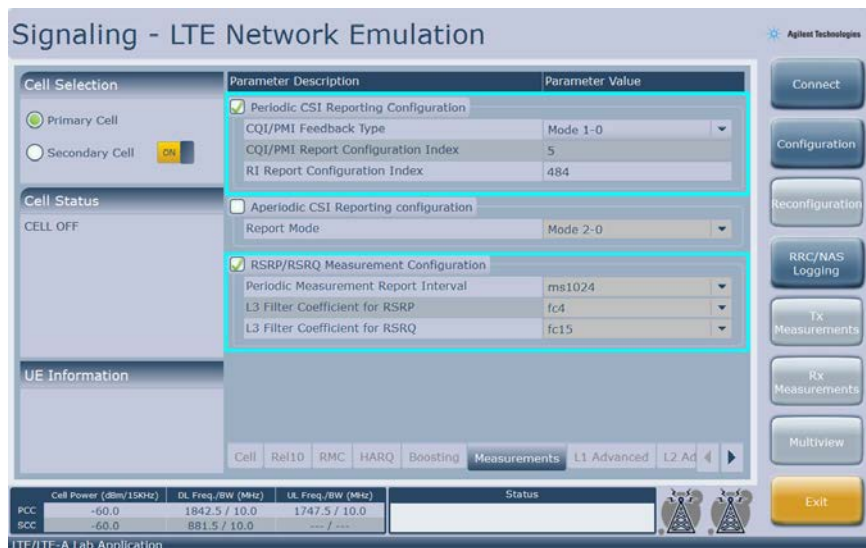 Signaling - LTE Network Emulation
Agilent Technologies
Cell Selection
Primary Cell
Secondary Cell ON
Cell Status
CELL OFF
UE Information
Parameter Description Parameter Value
Periodic CSI Reporting Configuration
CQI/PMI Feedback Type Mode 1-0
CQI/PMI Report Configuration Index 5
RI Report Configuration Index 484
Aperiodic CSI Reporting configuration
Report Mode Mode 2-0
RSRP/RSRQ Measurement Configuration
Periodic Measurement Report Interval ms1024
L3 Filter Coefficient for RSRP fc4
L3 Filter Coefficient for RSRQ fc15
Cell Rel10 RMC HARQ Boosting Measurements L1 Advanced L2 Ad
Connect
Configuration
Reconfiguration
RRC/NAS
Logging
Tx
Measurements
Rx
Measurements
Multiview
Exit
Cell Power (dBm/15KHz) DL Freq./BW (MHz) UL Freq./BW (MHz) Status
PCC -60.0 1842.5 / 10.0 1747.5 / 10.0
SCC -60.0 881.5 / 10.0 --- / ---
LTE/LTE-A Lab Application